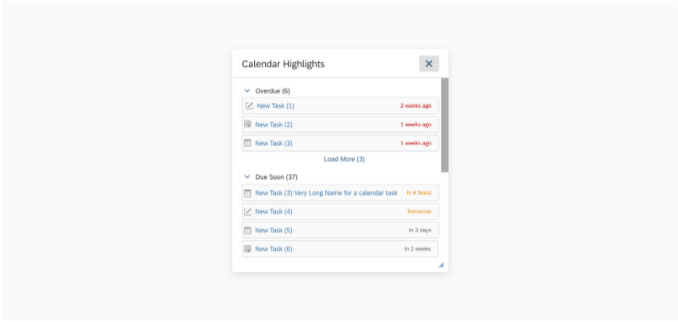 Calendar Highlights
Overdue (6)
New Task (1) 2 weeks ago
New Task (2) 1 weeks ago
New Task (3) 1 weeks ago
Load More (3)
Due Soon (37)
New Task (3) Very Long Name for a calendar task In 4 hours
New Task (4) Tomorrow
New Task (5) In 3 days
New Task (6) In 2 weeks